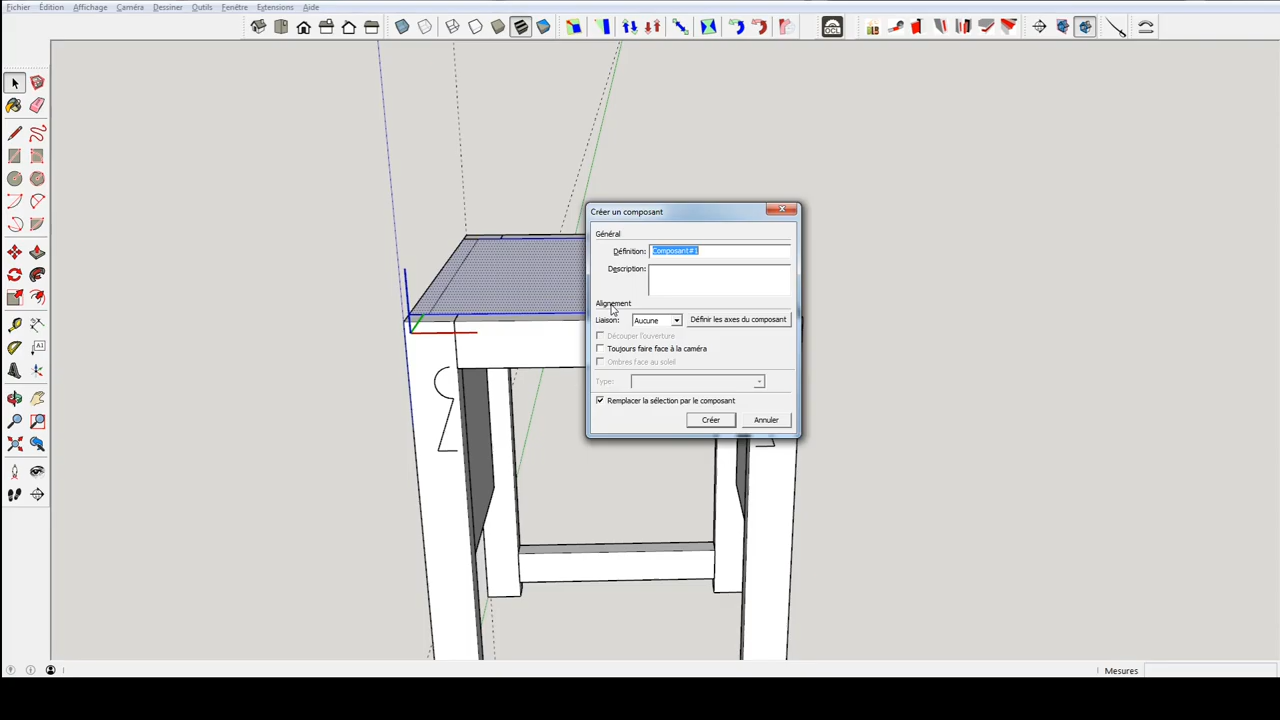 Fichier Édition Affichage Caméra Dessiner Outils Fenêtre Extensions Aide
OCL
Créer un composant
Général
Définition: Composant#1
Description:
Alignement
Liaison: Aucune Définir les axes du composant
Découper l'ouverture
Toujours faire face à la caméra
Ombres face au soleil
Type:
Remplacer la sélection par le composant
Créer Annuler
Mesures